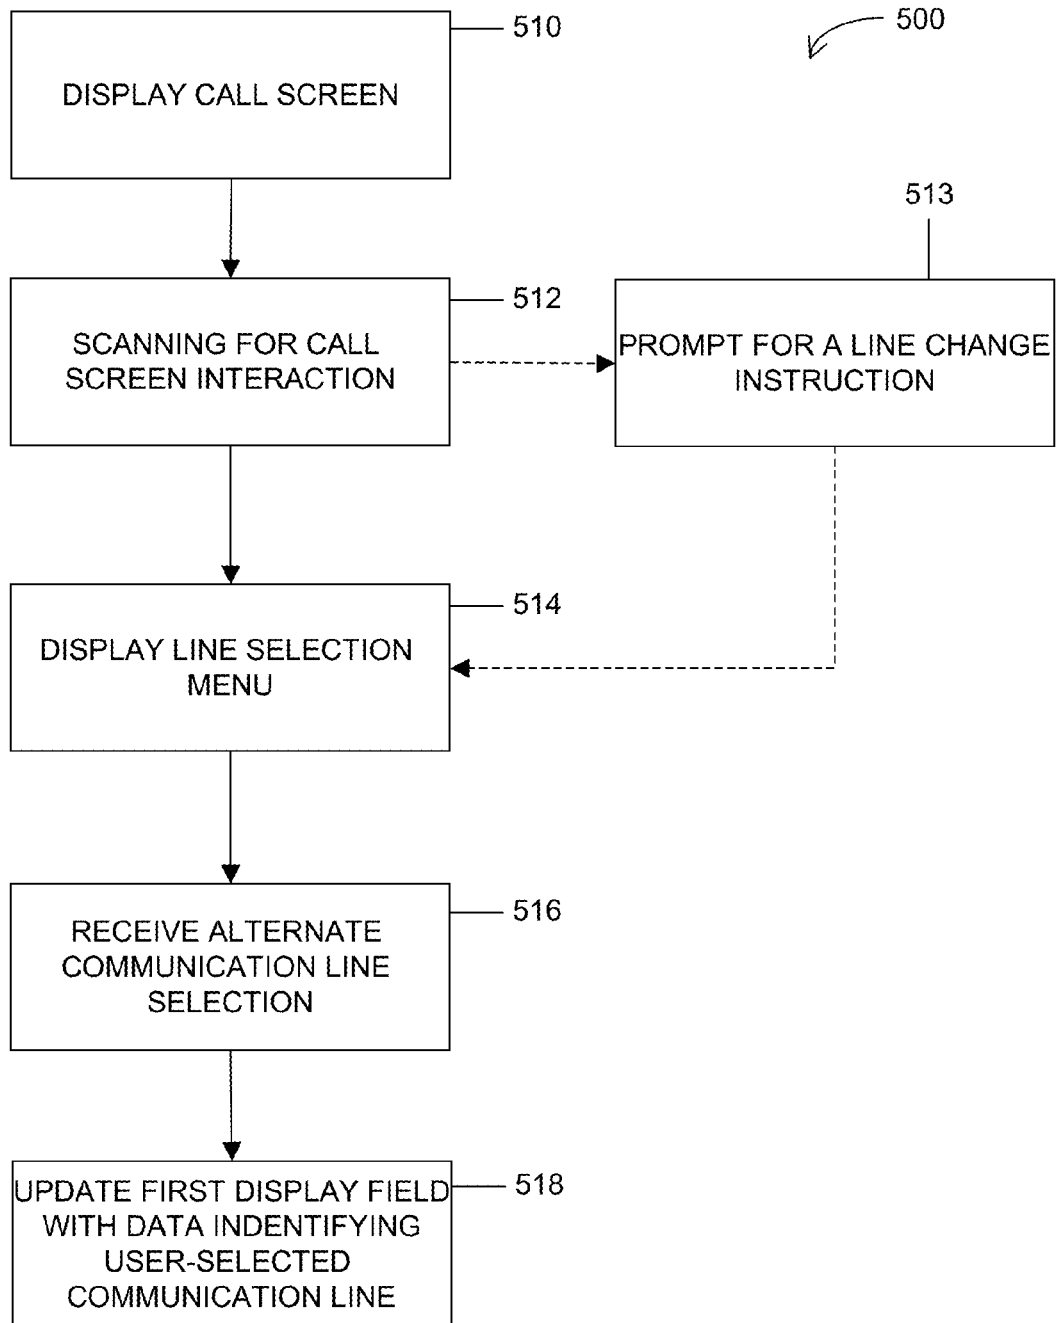 510
500
DISPLAY CALL SCREEN
513
512
SCANNING FOR CALL
SCREEN INTERACTION
PROMPT FOR A LINE CHANGE
INSTRUCTION
514
DISPLAY LINE SELECTION
MENU
516
RECEIVE ALTERNATE
COMMUNICATION LINE
SELECTION
518
UPDATE FIRST DISPLAY FIELD
WITH DATA INDENTIFYING
USER-SELECTED
COMMUNICATION LINE